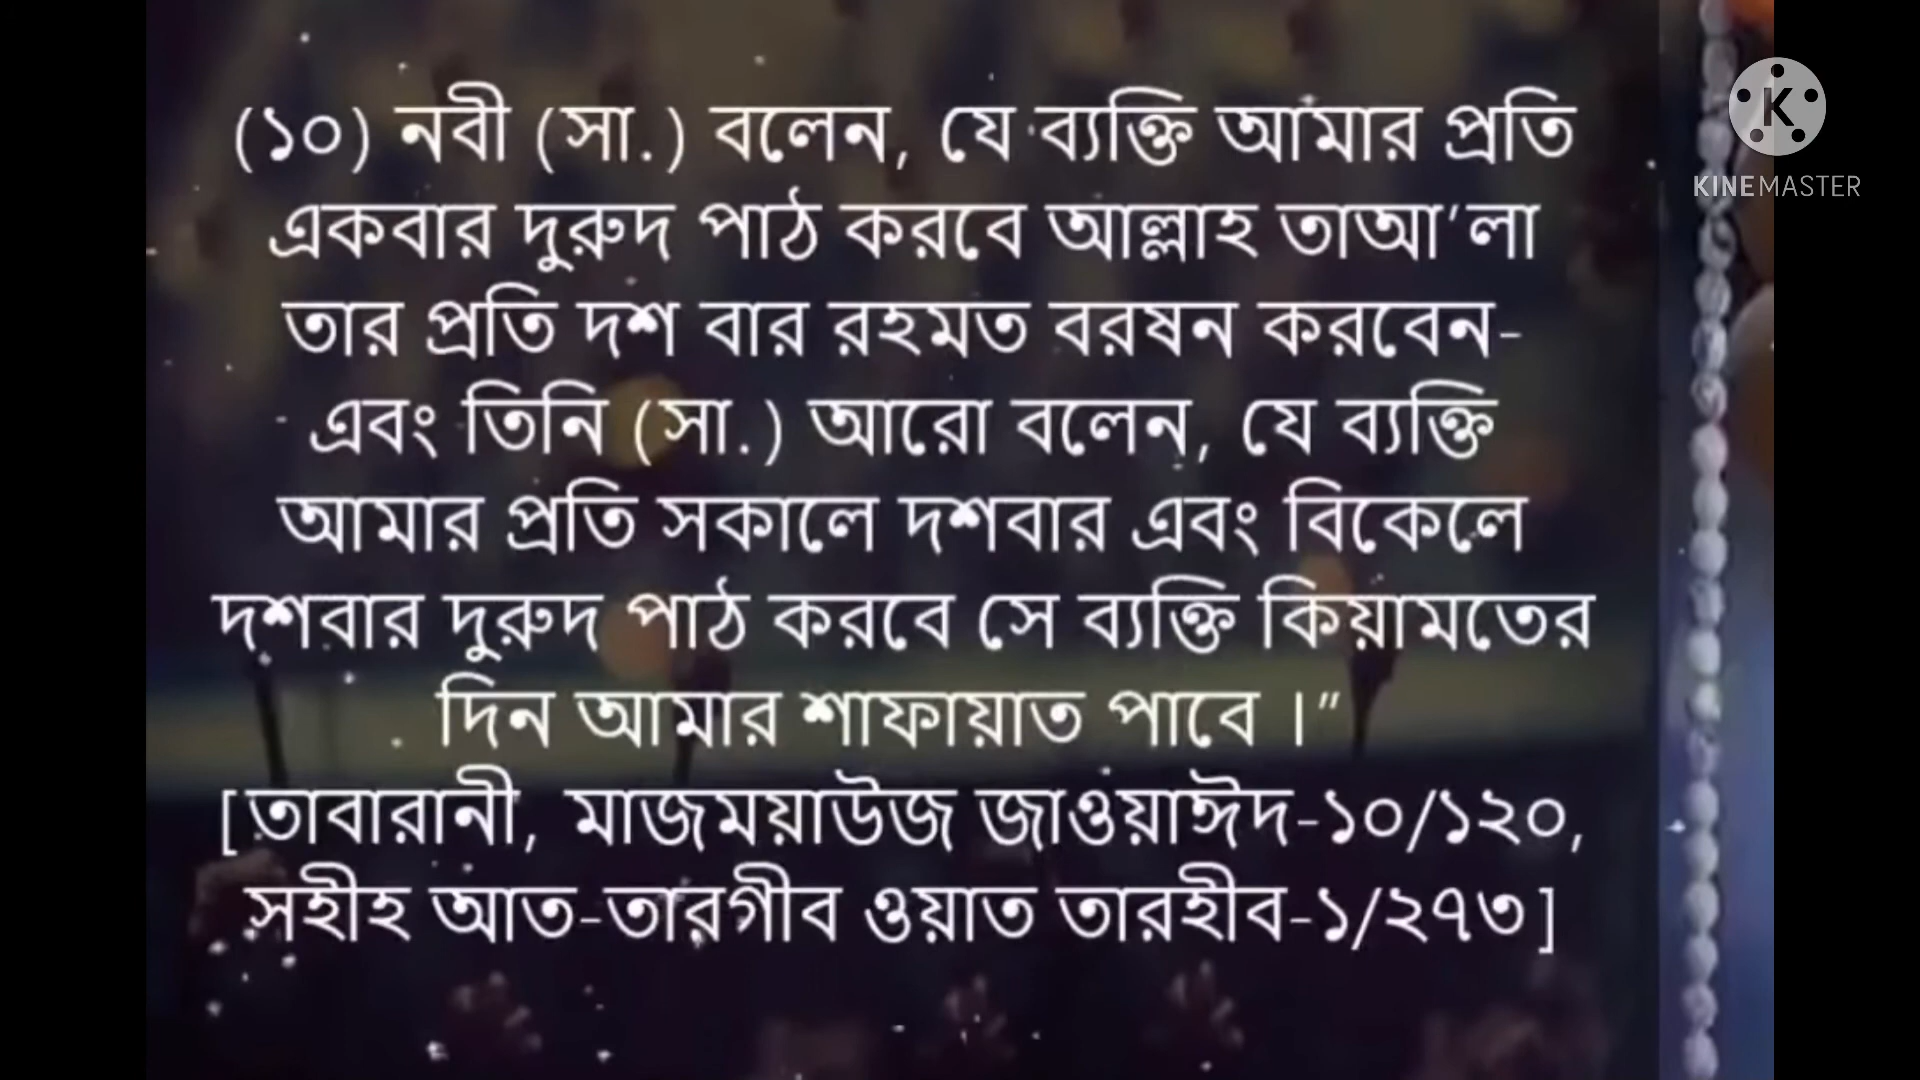 (১০) নবী (সা.) বলেন, যে ব্যক্তি আমার প্রতি
একবার দুরুদ পাঠ করবে আল্লাহ তাআ’লা
তার প্রতি দশ বার রহমত বরষন করবেন-
এবং তিনি (সা.) আরো বলেন, যে ব্যক্তি
আমার প্রতি সকালে দশবার এবং বিকেলে
দশবার দুরুদ পাঠ করবে সে ব্যক্তি কিয়ামতের
দিন আমার শাফায়াত পাবে ।”
[তাবারানী, মাজময়াউজ জাওয়াঈদ-১০/১২০,
সহীহ আত-তারগীব ওয়াত তারহীব-১/২৭৩]
KINEMASTER